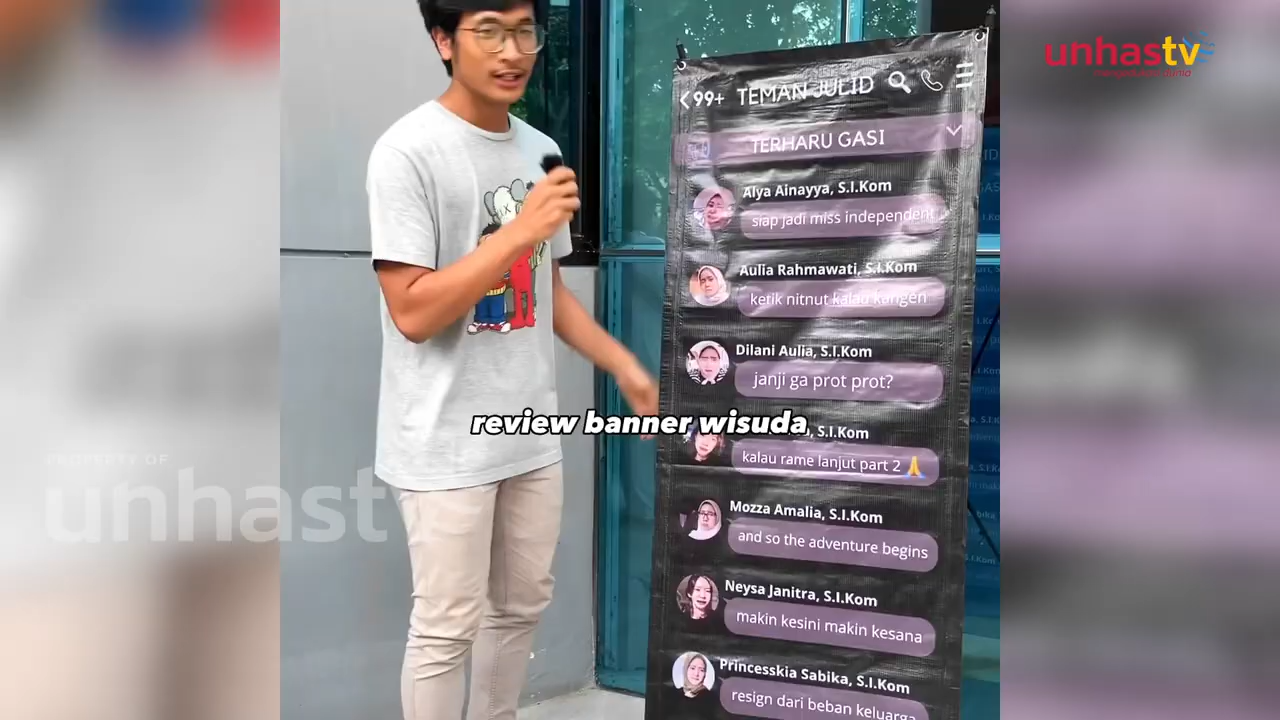 unhastv
99+ TEMAN JULID
TERHARU GASI
Alya Ainayya, S.I.Kom
siap jadi miss independent
Aulia Rahmawati, S.I.Kom
ketik nitnut kalau kangen
Dilani Aulia, S.I.Kom
janji ga prot prot?
review banner wisuda
, S.I.Kom
kalau rame lanjut part 2 🙏
PROPERTY OF
unhastv
Mozza Amalia, S.I.Kom
and so the adventure begins
Neysa Janitra, S.I.Kom
makin kesini makin kesana
Princesskia Sabika, S.I.Kom
resign dari beban keluarga